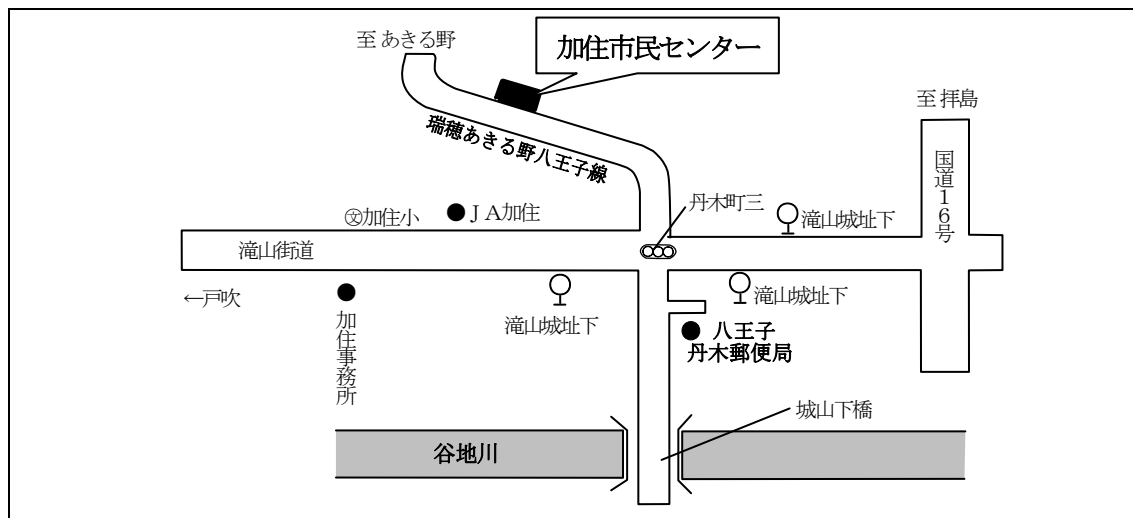 至 あきる野
加住市民センター
至 拝島
瑞穂あきる野八王子線
国道16号
丹木町三
㊫加住小
ＪＡ加住
滝山城址下
滝山街道
←戸吹
加住事務所
滝山城址下
滝山城址下
八王子
丹木郵便局
城山下橋
谷地川